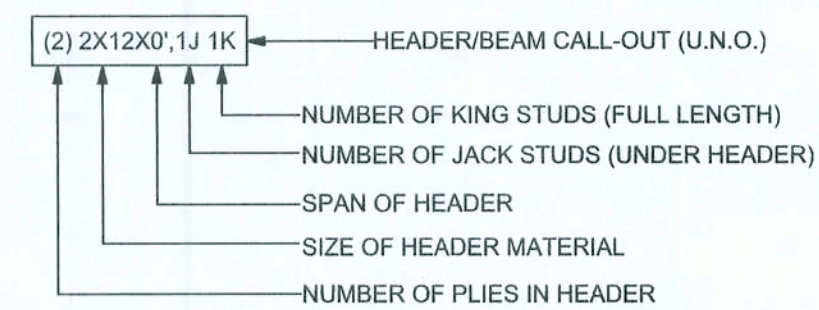 (2) 2X12X0',1J 1K
HEADER/BEAM CALL-OUT (U.N.O.)
NUMBER OF KING STUDS (FULL LENGTH)
NUMBER OF JACK STUDS (UNDER HEADER)
SPAN OF HEADER
SIZE OF HEADER MATERIAL
NUMBER OF PLIES IN HEADER